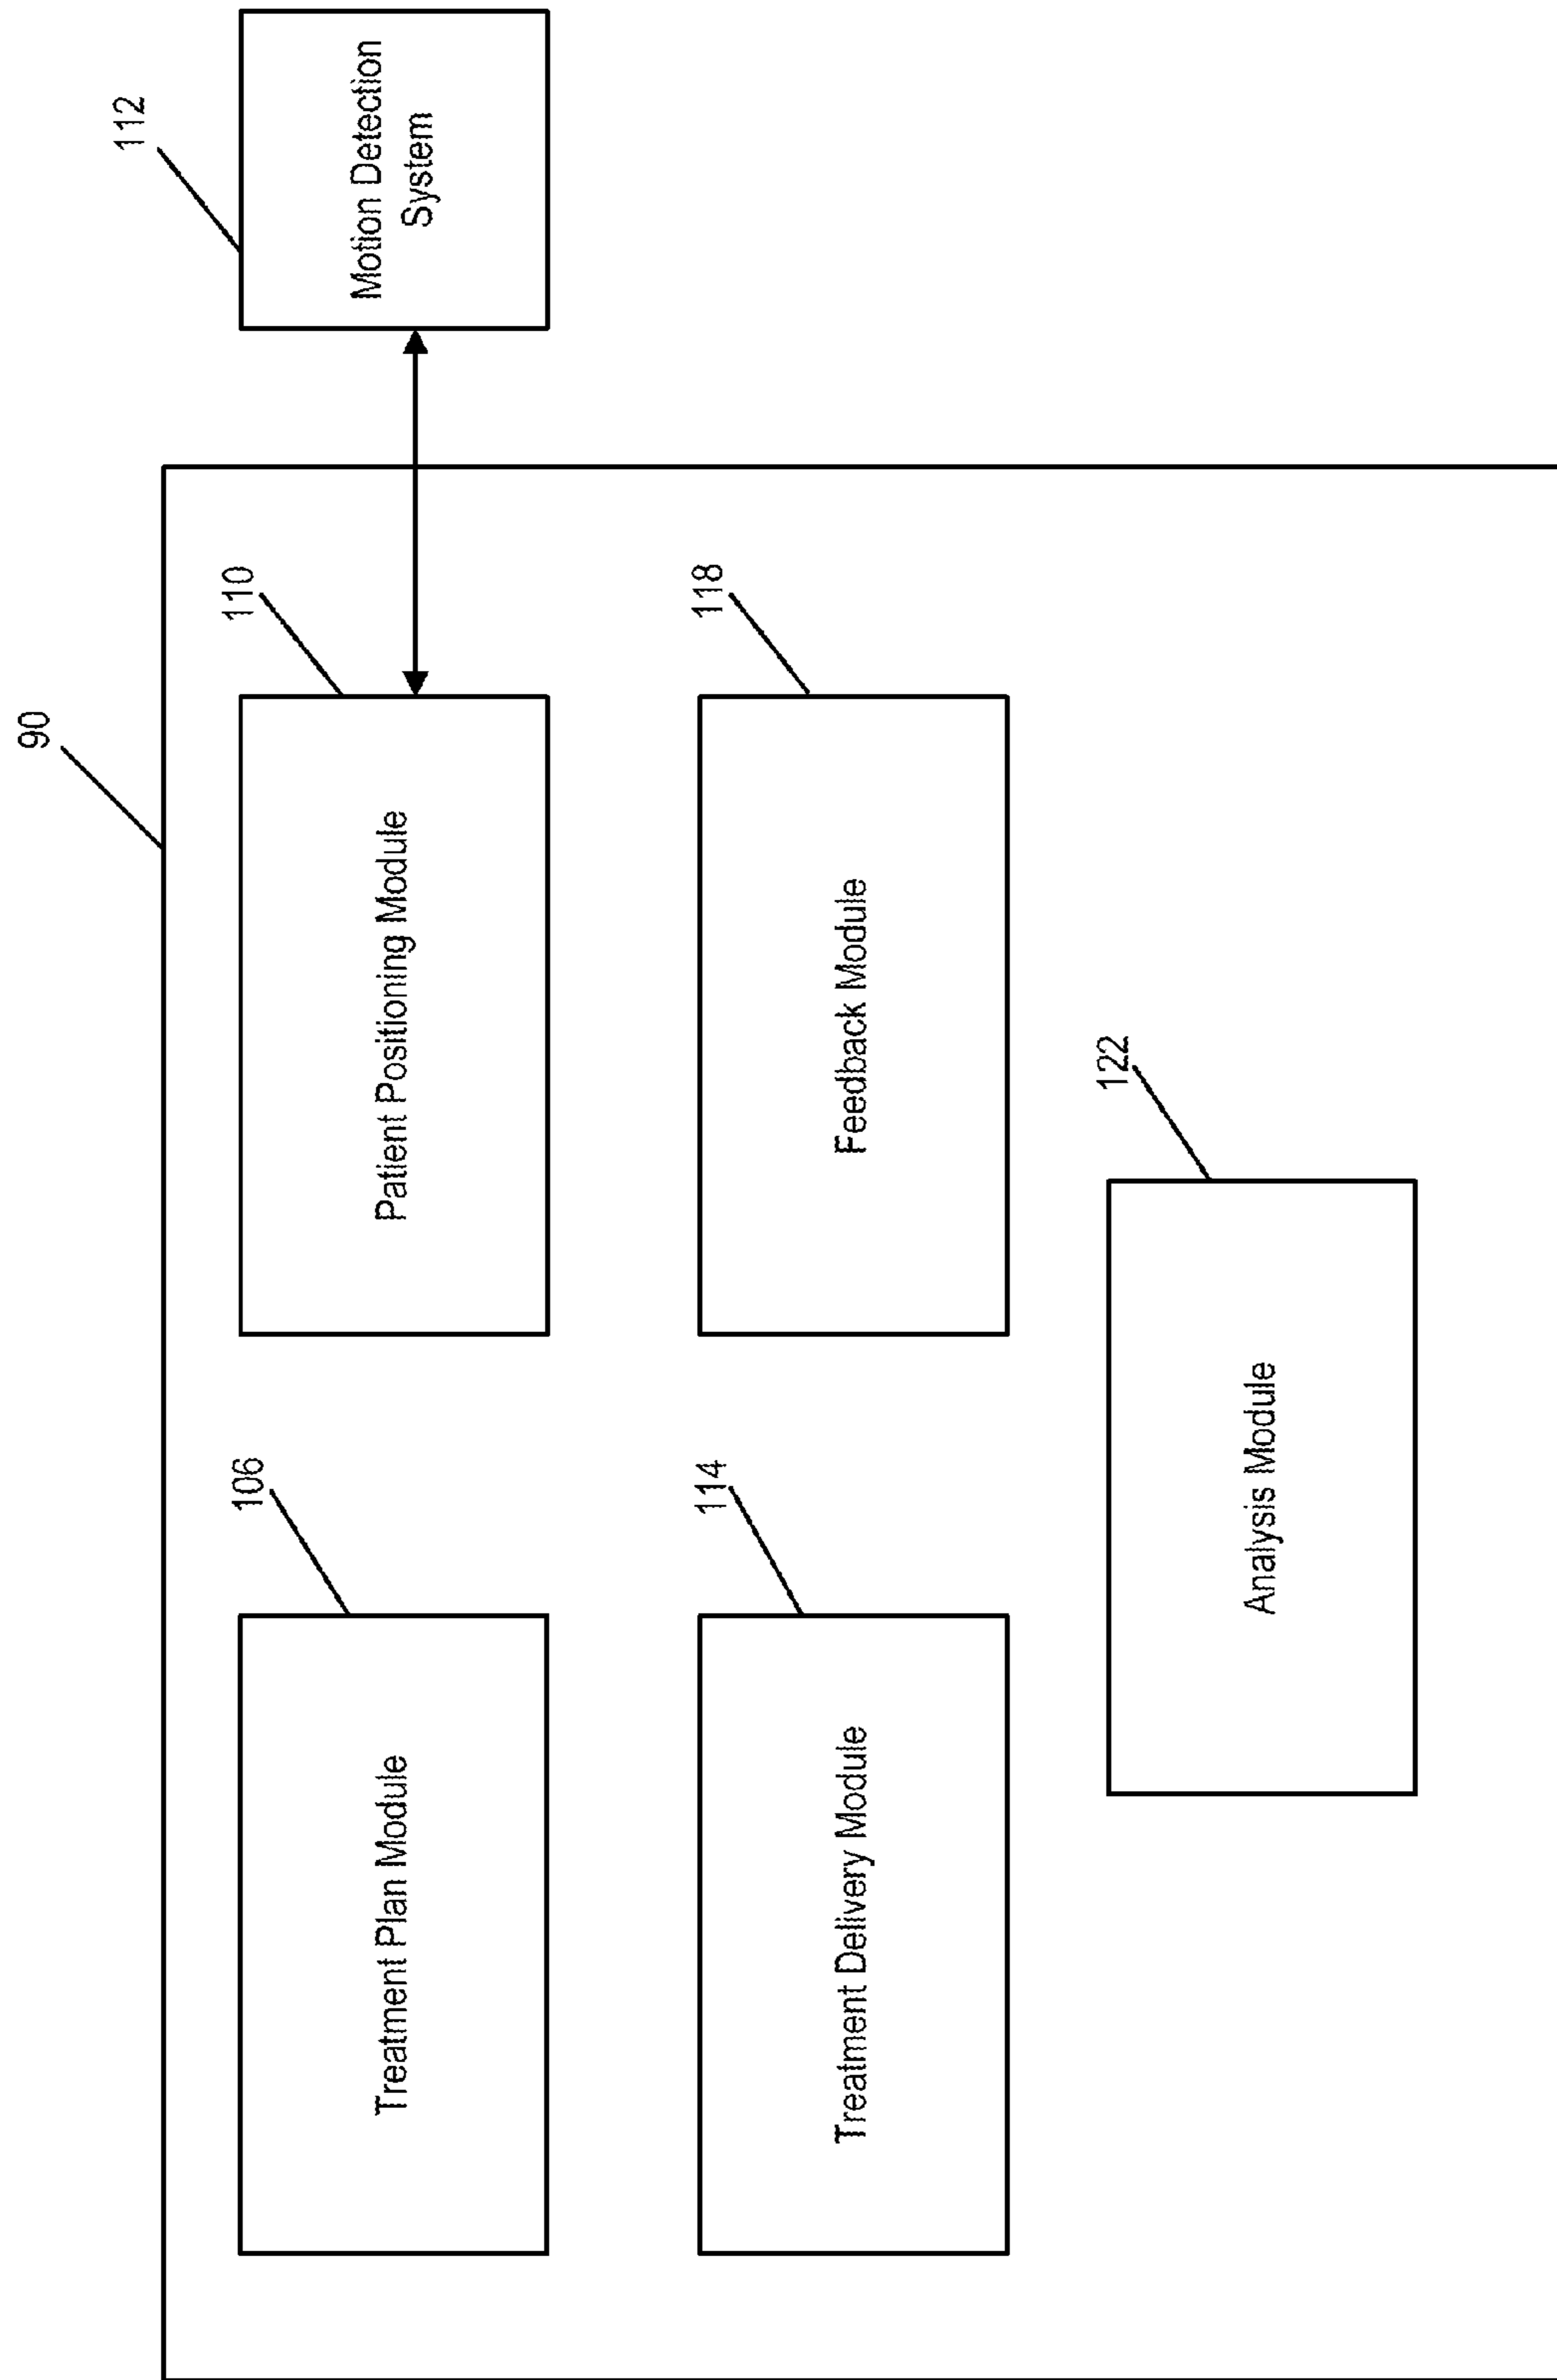 90
112
Motion Detection
System
106
110
Treatment Plan Module
Patient Positioning Module
114
118
Treatment Delivery Module
Feedback Module
122
Analysis Module